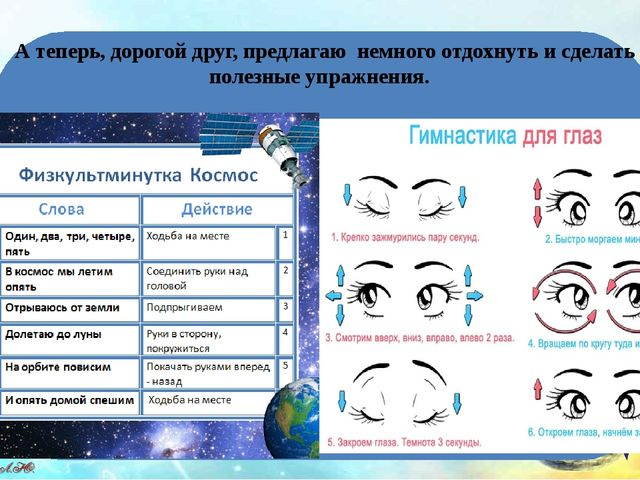 А теперь, дорогой друг, предлагаю немного отдохнуть и сделать
полезные упражнения.
Физкультминутка Космос
Слова Действие
Один, два, три, четыре, Ходьба на месте 1
пять
В космос мы летим Соединить руки над 2
опять головой
Отрываюсь от земли Подпрыгиваем 3
Долетаю до луны Руки в сторону, 4
покружиться
На орбите повисим Покачать руками вперед 5
- назад
И опять домой спешим Ходьба на месте
Гимнастика для глаз
1. Крепко зажмурились пару секунд.
2. Быстро моргаем мин
3. Смотрим вверх, вниз, вправо, влево 2 раза.
4. Вращаем по кругу туда и
5. Закроем глаза. Темнота 3 секунды.
6. Откроем глаза, начнём за